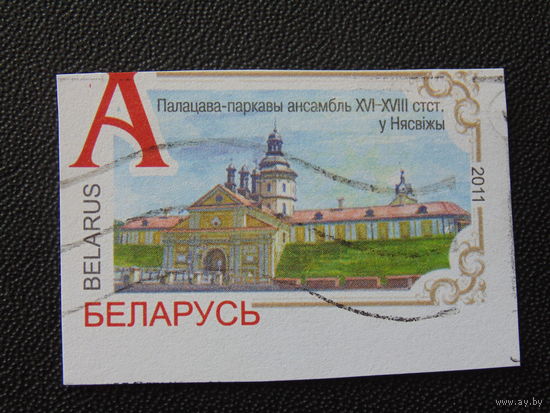 А
Палацава-паркавы ансамбль XVI-XVIII стст.
у Нясвіжы
BELARUS
2011
БЕЛАРУСЬ
www.ay.by